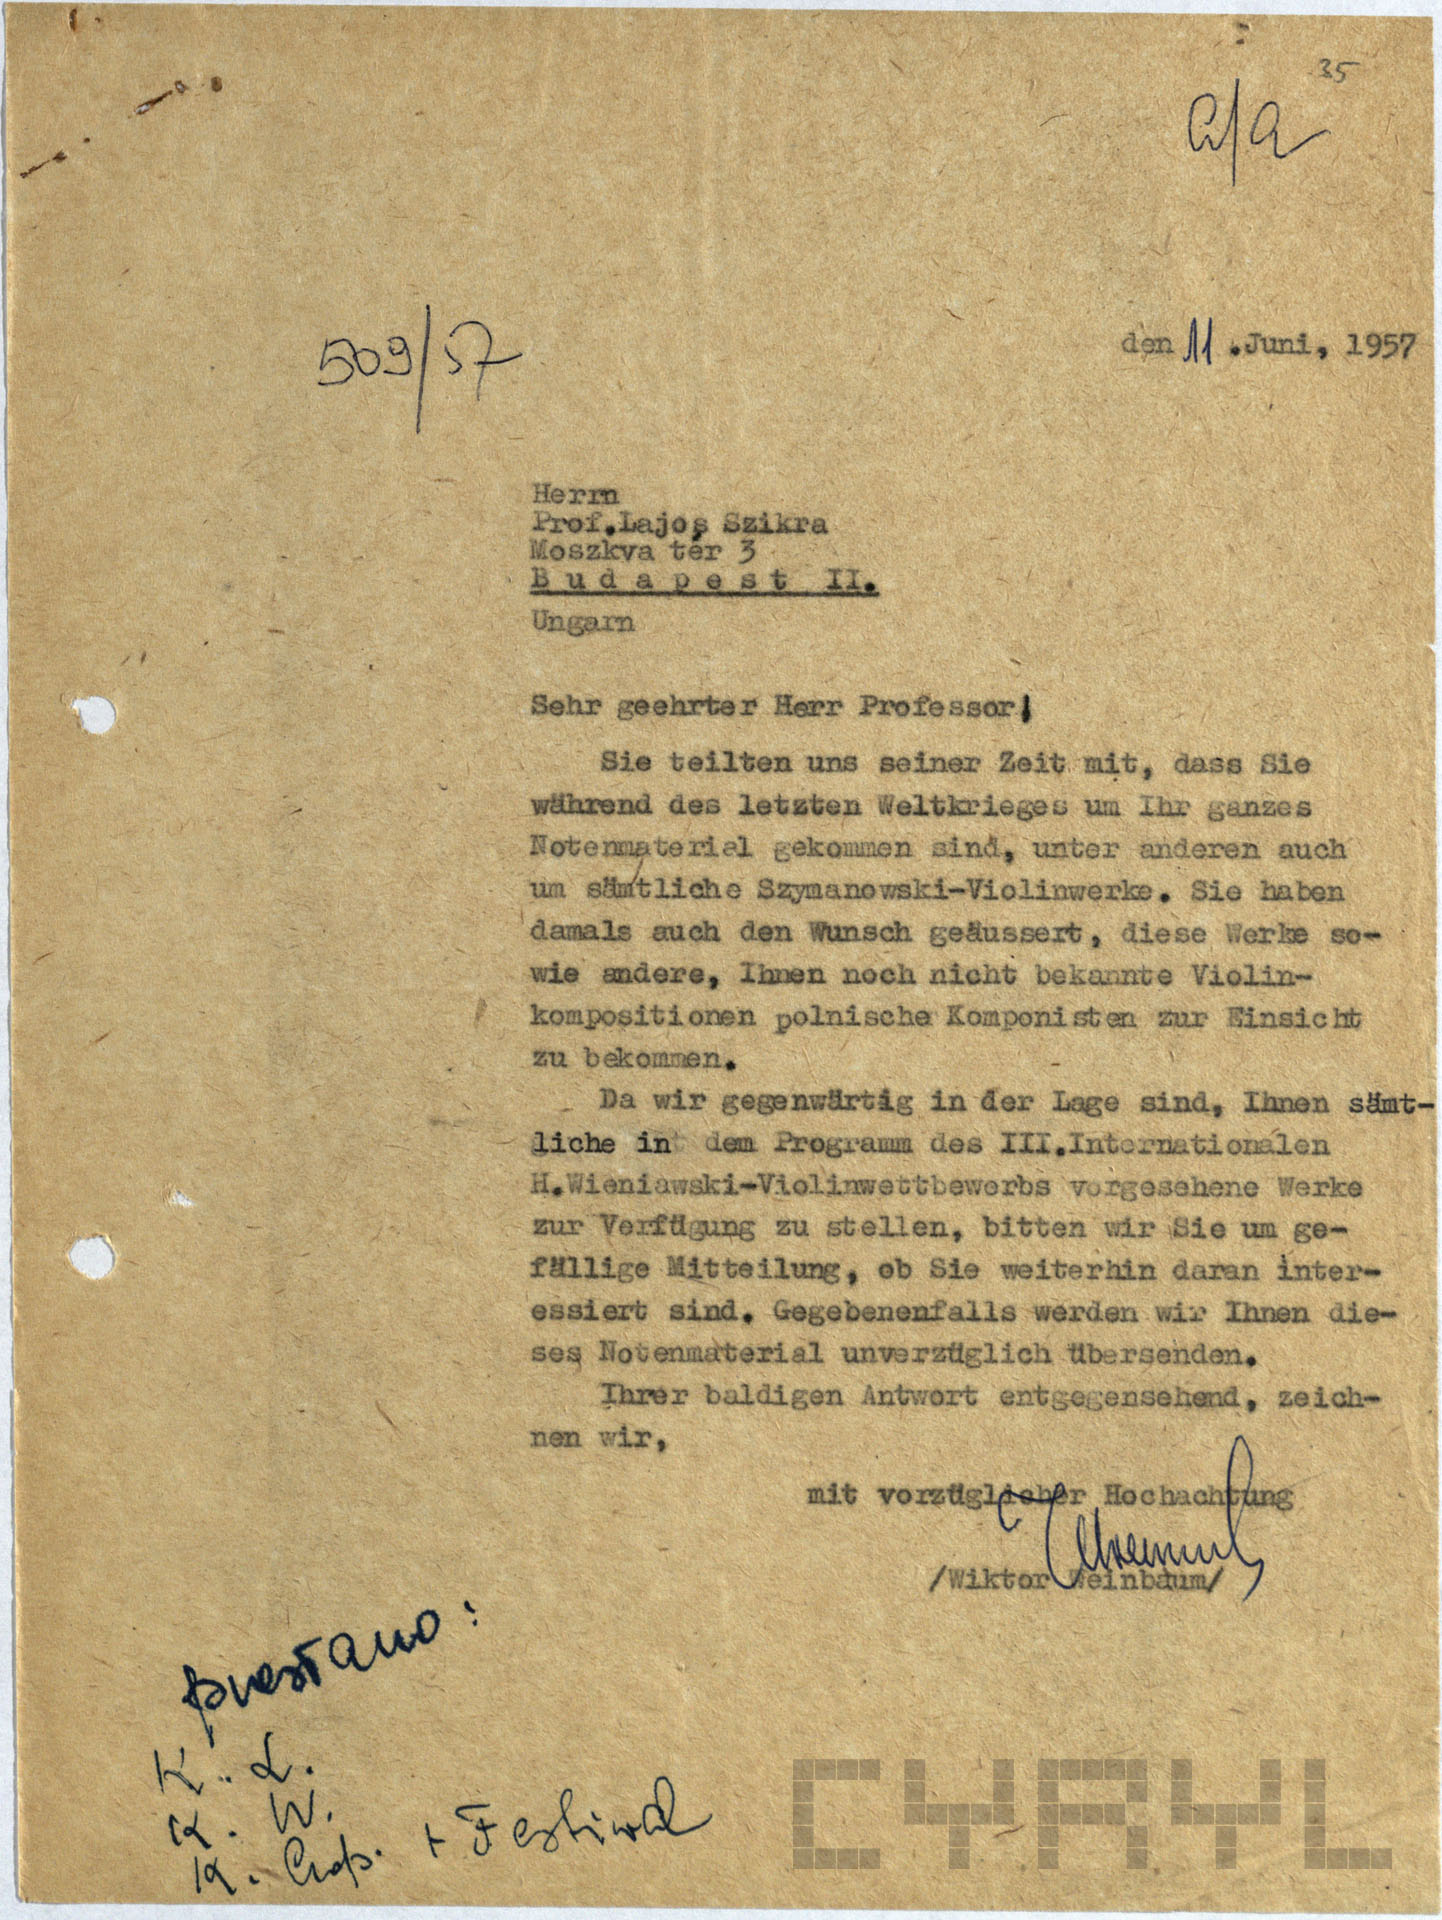 35
a/a
509/57
den 11.Juni, 1957
Herrn
Prof.Lajos Szikra
Moszkva tér 3
Budapest II.
Ungarn
Sehr geehrter Herr Professor!
Sie teilten uns seiner Zeit mit, dass Sie
während des letzten Weltkrieges um Ihr ganzes
Notenmaterial gekommen sind, unter anderen auch
um sämtliche Szymanowski-Violinwerke. Sie haben
damals auch den Wunsch geäussert, diese Werke so-
wie andere, Ihnen noch nicht bekannte Violin-
kompositionen polnische Komponisten zur Einsicht
zu bekommen.
Da wir gegenwärtig in der Lage sind, Ihnen sämt-
liche in dem Programm des III.Internationalen
H.Wieniawski-Violinwettbewerbs vorgesehene Werke
zur Verfügung zu stellen, bitten wir Sie um ge-
fällige Mitteilung, ob Sie weiterhin daran inter-
essiert sind. Gegebenenfalls werden wir Ihnen die-
ses Notenmaterial unverzüglich übersenden.
Ihrer baldigen Antwort entgegensehend, zeich-
nen wir,
mit vorzüglicher Hochachtung
/Wiktor Weinbaum/
K. L.
K. W.
K. + Festiwal
CYRYL